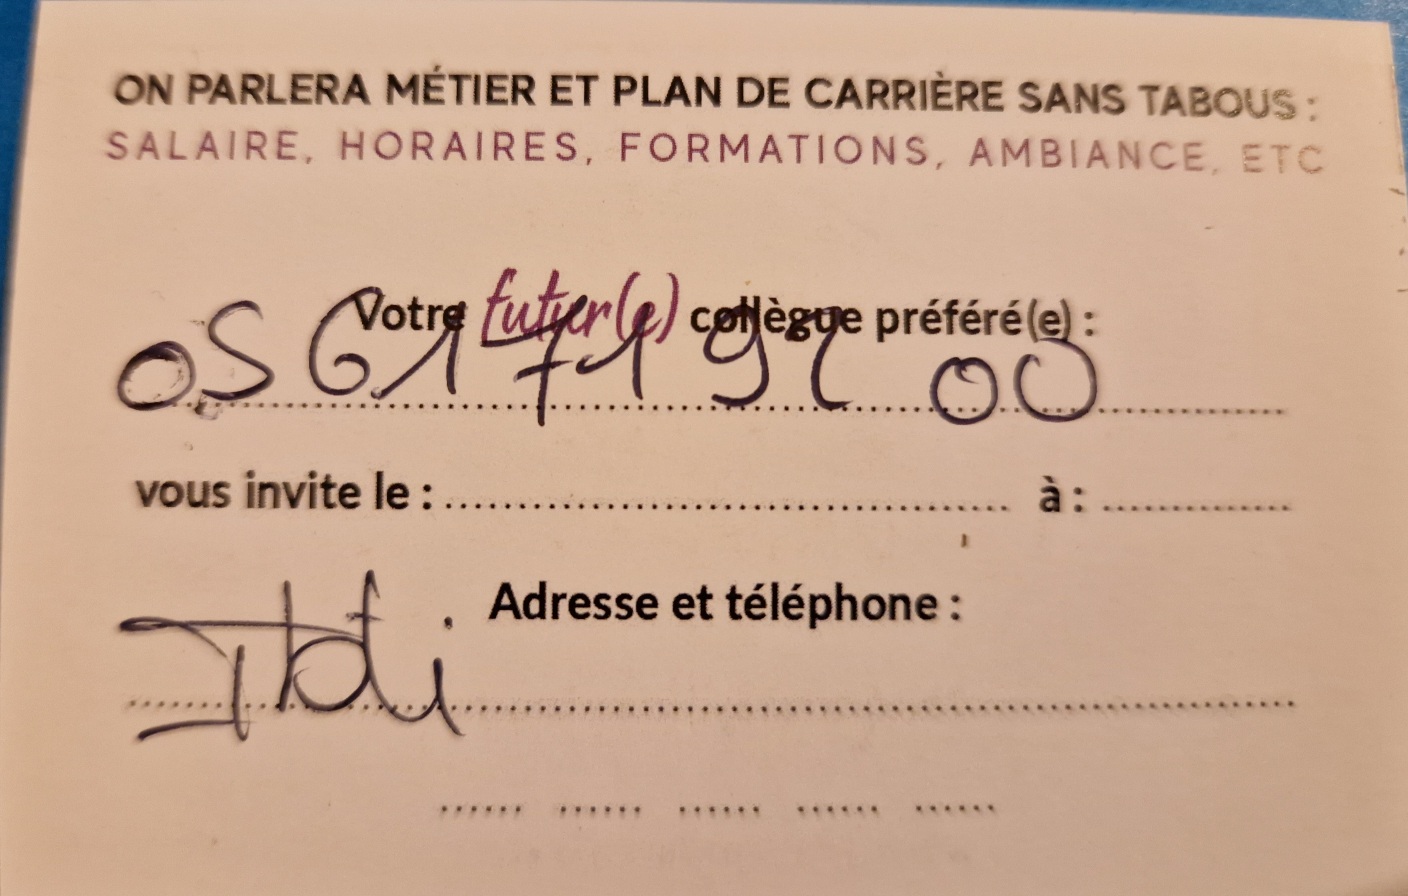 ON PARLERA MÉTIER ET PLAN DE CARRIÈRE SANS TABOUS :
SALAIRE, HORAIRES, FORMATIONS, AMBIANCE, ETC
Votre futur(e) collègue préféré(e) :
05 61 71 92 00
vous invite le : à :
Adresse et téléphone :